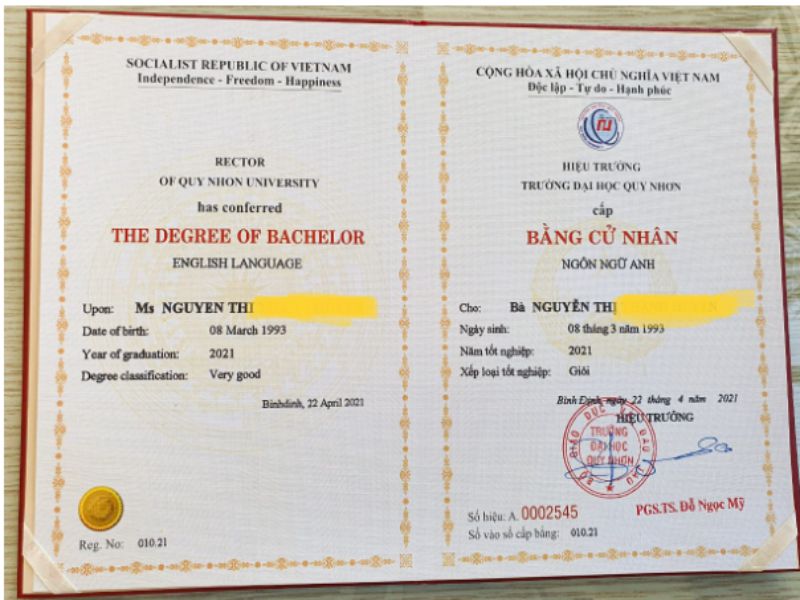 SOCIALIST REPUBLIC OF VIETNAM
Independence - Freedom - Happiness
RECTOR
OF QUY NHON UNIVERSITY
has conferred
THE DEGREE OF BACHELOR
ENGLISH LANGUAGE
Upon: Ms NGUYEN THI
Date of birth: 08 March 1993
Year of graduation: 2021
Degree classification: Very good
Binhdinh, 22 April 2021
Reg. No: 010.21
CỘNG HÒA XÃ HỘI CHỦ NGHĨA VIỆT NAM
Độc lập - Tự do - Hạnh phúc
HIỆU TRƯỞNG
TRƯỜNG ĐẠI HỌC QUY NHƠN
cấp
BẰNG CỬ NHÂN
NGÔN NGỮ ANH
Cho: Bà NGUYỄN THỊ
Ngày sinh: 08 tháng 3 năm 1993
Năm tốt nghiệp: 2021
Xếp loại tốt nghiệp: Giỏi
Bình Định, ngày 22 tháng 4 năm 2021
HIỆU TRƯỞNG
BỘ GIÁO DỤC VÀ ĐÀO TẠO
TRƯỜNG
ĐẠI HỌC
QUY NHƠN
PGS.TS. Đỗ Ngọc Mỹ
Số hiệu: A. 0002545
Số vào sổ cấp bằng: 010.21